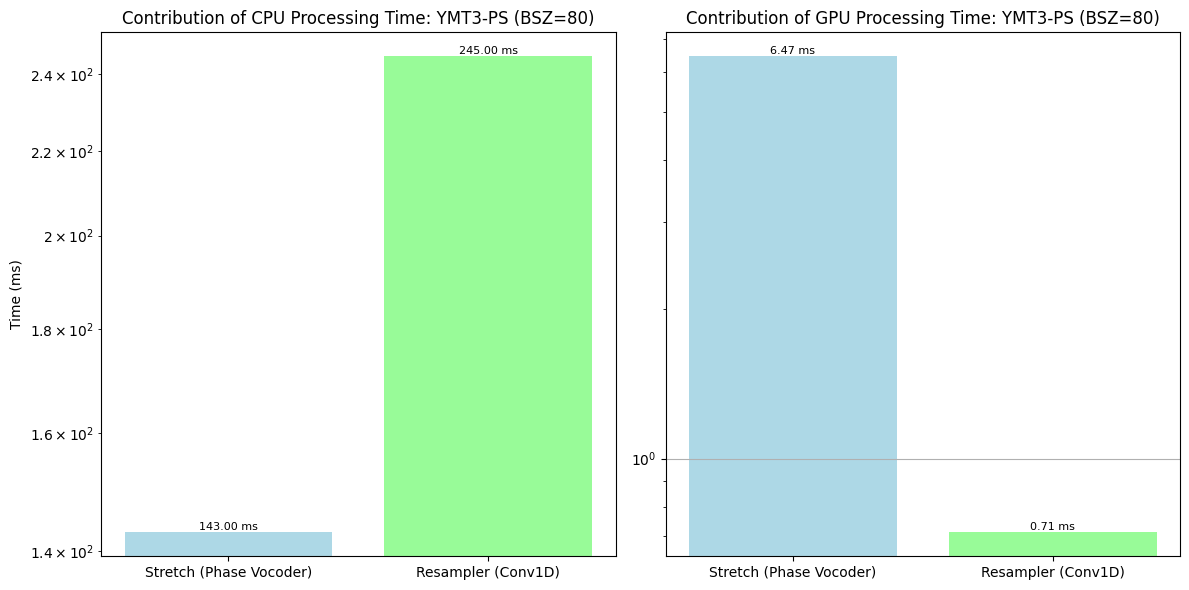 Contribution of CPU Processing Time: YMT3-PS (BSZ=80)
Time (ms)
2.4 × 10²
2.2 × 10²
2 × 10²
1.8 × 10²
1.6 × 10²
1.4 × 10²
245.00 ms
143.00 ms
Stretch (Phase Vocoder)
Resampler (Conv1D)
Contribution of GPU Processing Time: YMT3-PS (BSZ=80)
10⁰
6.47 ms
0.71 ms
Stretch (Phase Vocoder)
Resampler (Conv1D)